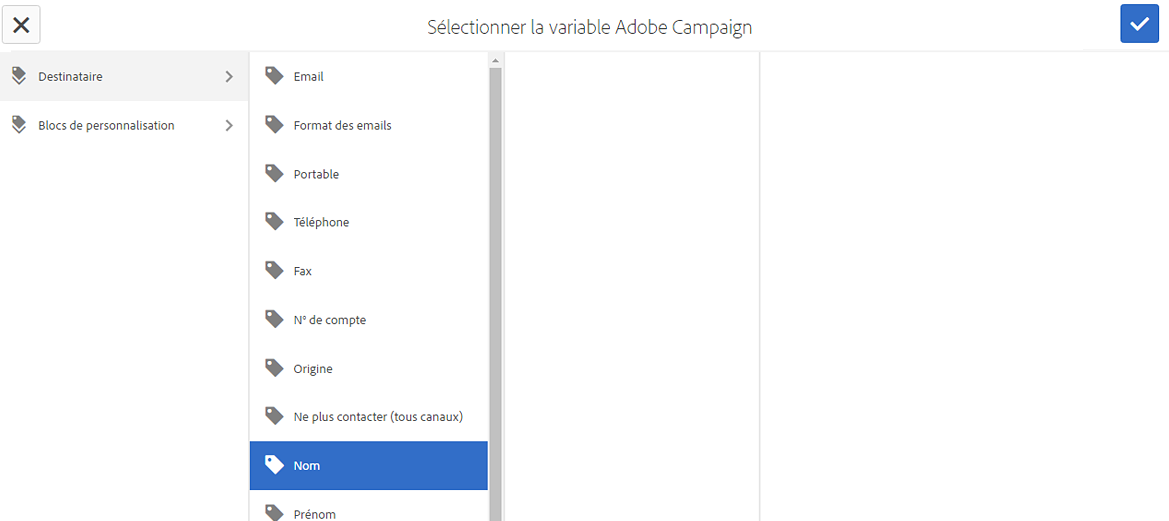 Sélectionner la variable Adobe Campaign
Destinataire
Blocs de personnalisation
Email
Format des emails
Portable
Téléphone
Fax
N° de compte
Origine
Ne plus contacter (tous canaux)
Nom
Prénom